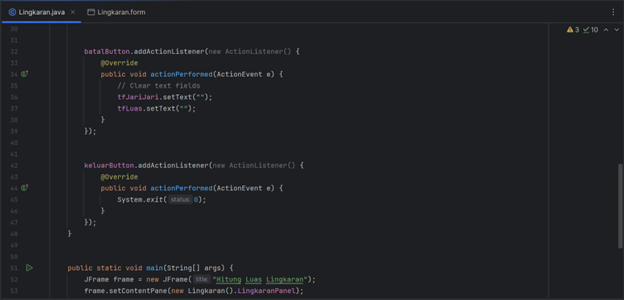 Lingkaran.java × Lingkaran.form
30 3 10
31
32 batalButton.addActionListener(new ActionListener() {
33 @Override
34 public void actionPerformed(ActionEvent e) {
35 // Clear text fields
36 tfJariJari.setText("");
37 tfLuas.setText("");
38 }
39 });
40
41
42 keluarButton.addActionListener(new ActionListener() {
43 @Override
44 public void actionPerformed(ActionEvent e) {
45 System.exit( status: 0);
46 }
47 });
48 }
49
50
51 public static void main(String[] args) {
52 JFrame frame = new JFrame( title: "Hitung Luas Lingkaran");
53 frame.setContentPane(new Lingkaran().LingkaranPanel);